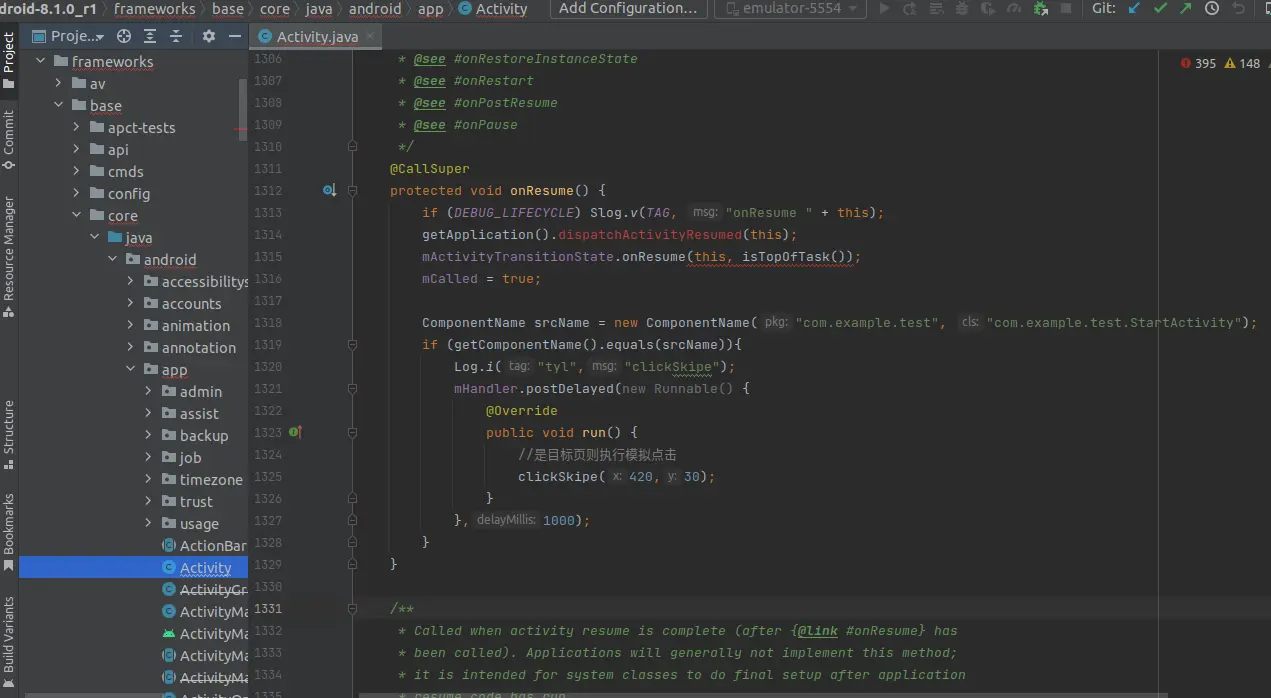 droid-8.1.0_r1 frameworks base core java android app Activity Add Configuration... emulator-5554 Git:
Proje... Activity.java
Project
Commit
Resource Manager
Structure
Bookmarks
Build Variants
frameworks
av
base
apct-tests
api
cmds
config
core
java
android
accessibilitys
accounts
animation
annotation
app
admin
assist
backup
job
timezone
trust
usage
ActionBar
Activity
ActivityGr
ActivityMa
ActivityMa
ActivityMa
ActivityMa
395 148
1306 * @see #onRestoreInstanceState
1307 * @see #onRestart
1308 * @see #onPostResume
1309 * @see #onPause
1310 */
1311 @CallSuper
1312 protected void onResume() {
1313 if (DEBUG_LIFECYCLE) Slog.v(TAG, msg: "onResume " + this);
1314 getApplication().dispatchActivityResumed(this);
1315 mActivityTransitionState.onResume(this, isTopOfTask());
1316 mCalled = true;
1317
1318 ComponentName srcName = new ComponentName( pkg: "com.example.test", cls: "com.example.test.StartActivity");
1319 if (getComponentName().equals(srcName)){
1320 Log.i( tag: "tyl", msg: "clickSkipe");
1321 mHandler.postDelayed(new Runnable() {
1322 @Override
1323 public void run() {
1324 //是目标页则执行模拟点击
1325 clickSkipe( x: 420, y: 30);
1326 }
1327 }, delayMillis: 1000);
1328 }
1329 }
1330
1331 /**
1332 * Called when activity resume is complete (after {@link #onResume} has
1333 * been called). Applications will generally not implement this method;
1334 * it is intended for system classes to do final setup after application
1335 * resume code has run.